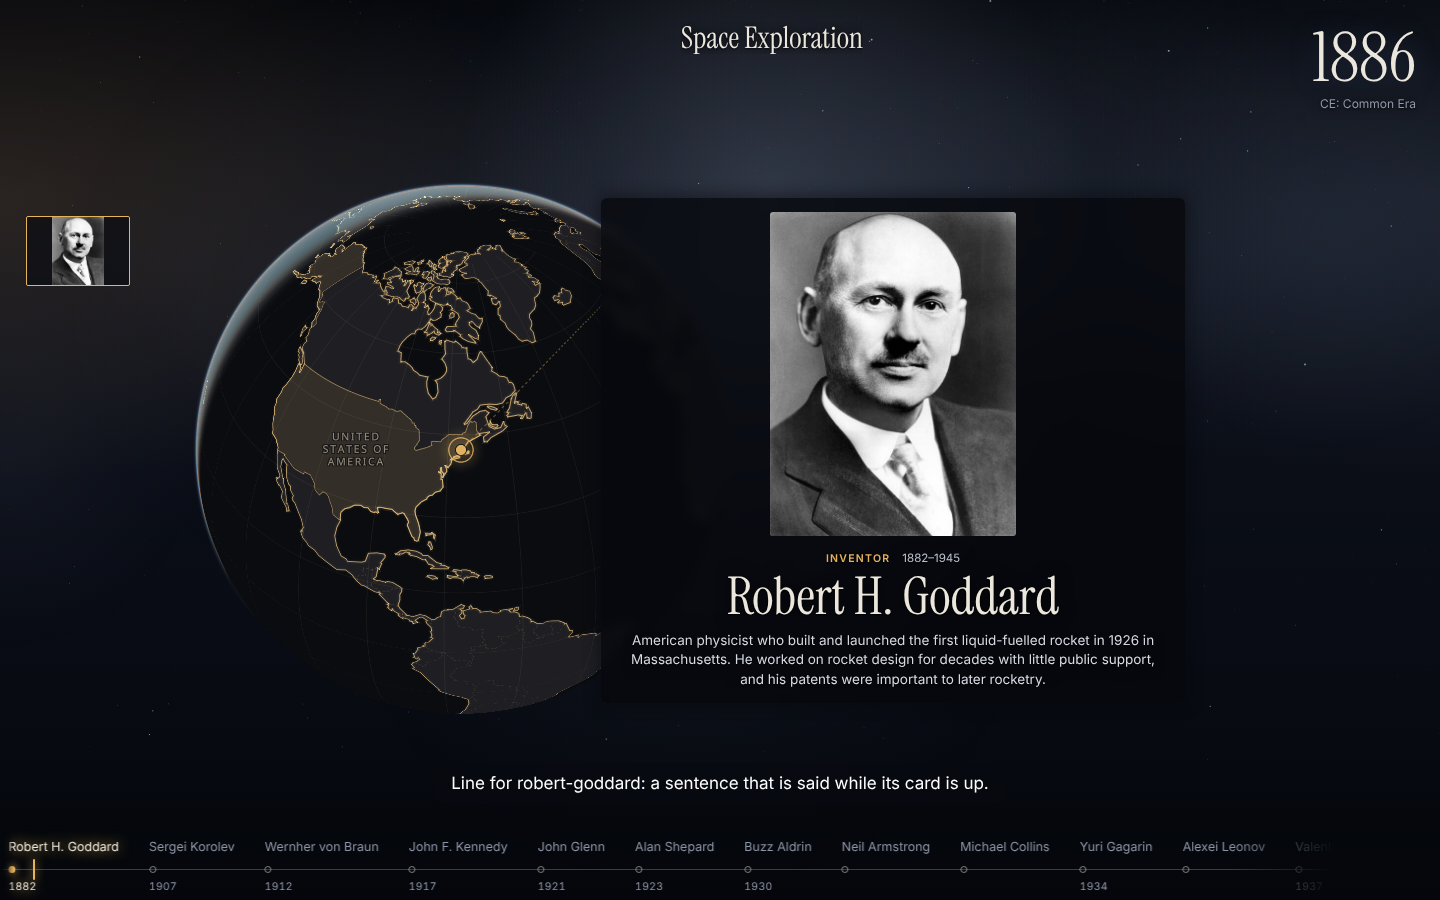 Space Exploration
1886
CE: Common Era
UNITED
STATES OF
AMERICA
INVENTOR 1882–1945
Robert H. Goddard
American physicist who built and launched the first liquid-fuelled rocket in 1926 in
Massachusetts. He worked on rocket design for decades with little public support,
and his patents were important to later rocketry.
Line for robert-goddard: a sentence that is said while its card is up.
Robert H. Goddard Sergei Korolev Wernher von Braun John F. Kennedy John Glenn Alan Shepard Buzz Aldrin Neil Armstrong Michael Collins Yuri Gagarin Alexei Leonov
1882 1907 1912 1917 1921 1923 1930 1934 1937